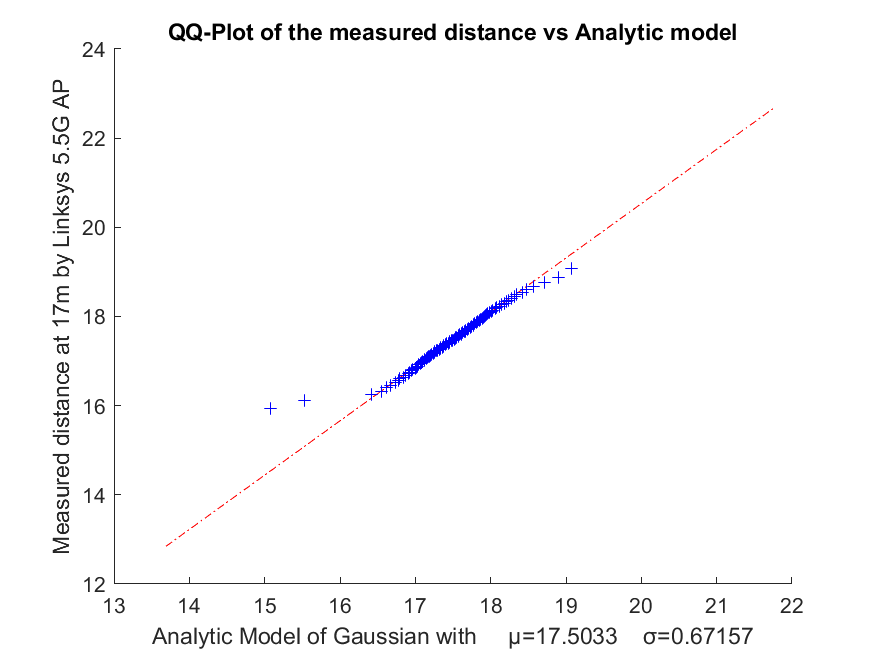 QQ-Plot of the measured distance vs Analytic model
24
22
20
18
16
14
12
Measured distance at 17m by Linksys 5.5G AP
13 14 15 16 17 18 19 20 21 22
Analytic Model of Gaussian with μ=17.5033 σ=0.67157